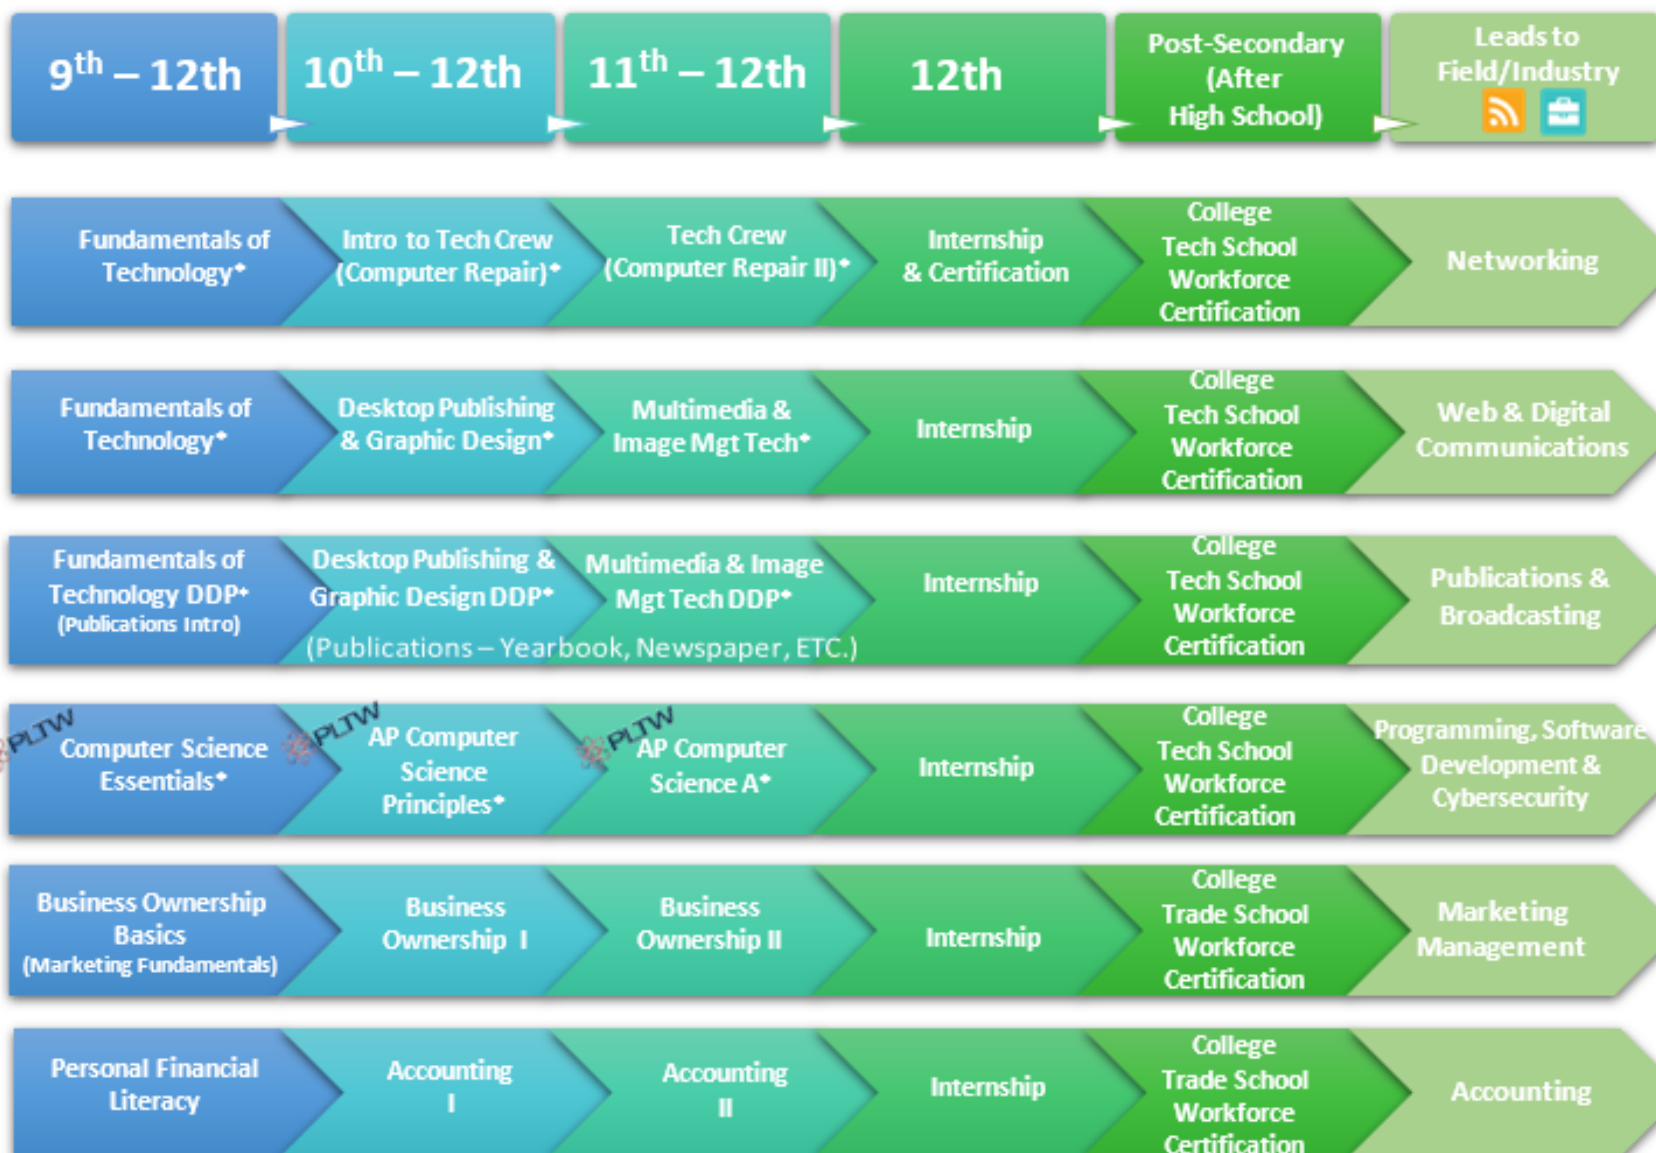 9th – 12th
10th – 12th
11th – 12th
12th
Post-Secondary
(After
High School)
Leads to
Field/Industry
Fundamentals of
Technology♦
Intro to Tech Crew
(Computer Repair)♦
Tech Crew
(Computer Repair II)♦
Internship
& Certification
College
Tech School
Workforce
Certification
Networking
Fundamentals of
Technology♦
Desktop Publishing
& Graphic Design♦
Multimedia &
Image Mgt Tech♦
Internship
College
Tech School
Workforce
Certification
Web & Digital
Communications
Fundamentals of
Technology DDP♦
(Publications Intro)
Desktop Publishing &
Graphic Design DDP♦
Multimedia & Image
Mgt Tech DDP♦
(Publications – Yearbook, Newspaper, ETC.)
Internship
College
Tech School
Workforce
Certification
Publications &
Broadcasting
PLTW
Computer Science
Essentials♦
PLTW
AP Computer
Science
Principles♦
PLTW
AP Computer
Science A♦
Internship
College
Tech School
Workforce
Certification
Programming, Software
Development &
Cybersecurity
Business Ownership
Basics
(Marketing Fundamentals)
Business
Ownership I
Business
Ownership II
Internship
College
Trade School
Workforce
Certification
Marketing
Management
Personal Financial
Literacy
Accounting
I
Accounting
II
Internship
College
Trade School
Workforce
Certification
Accounting